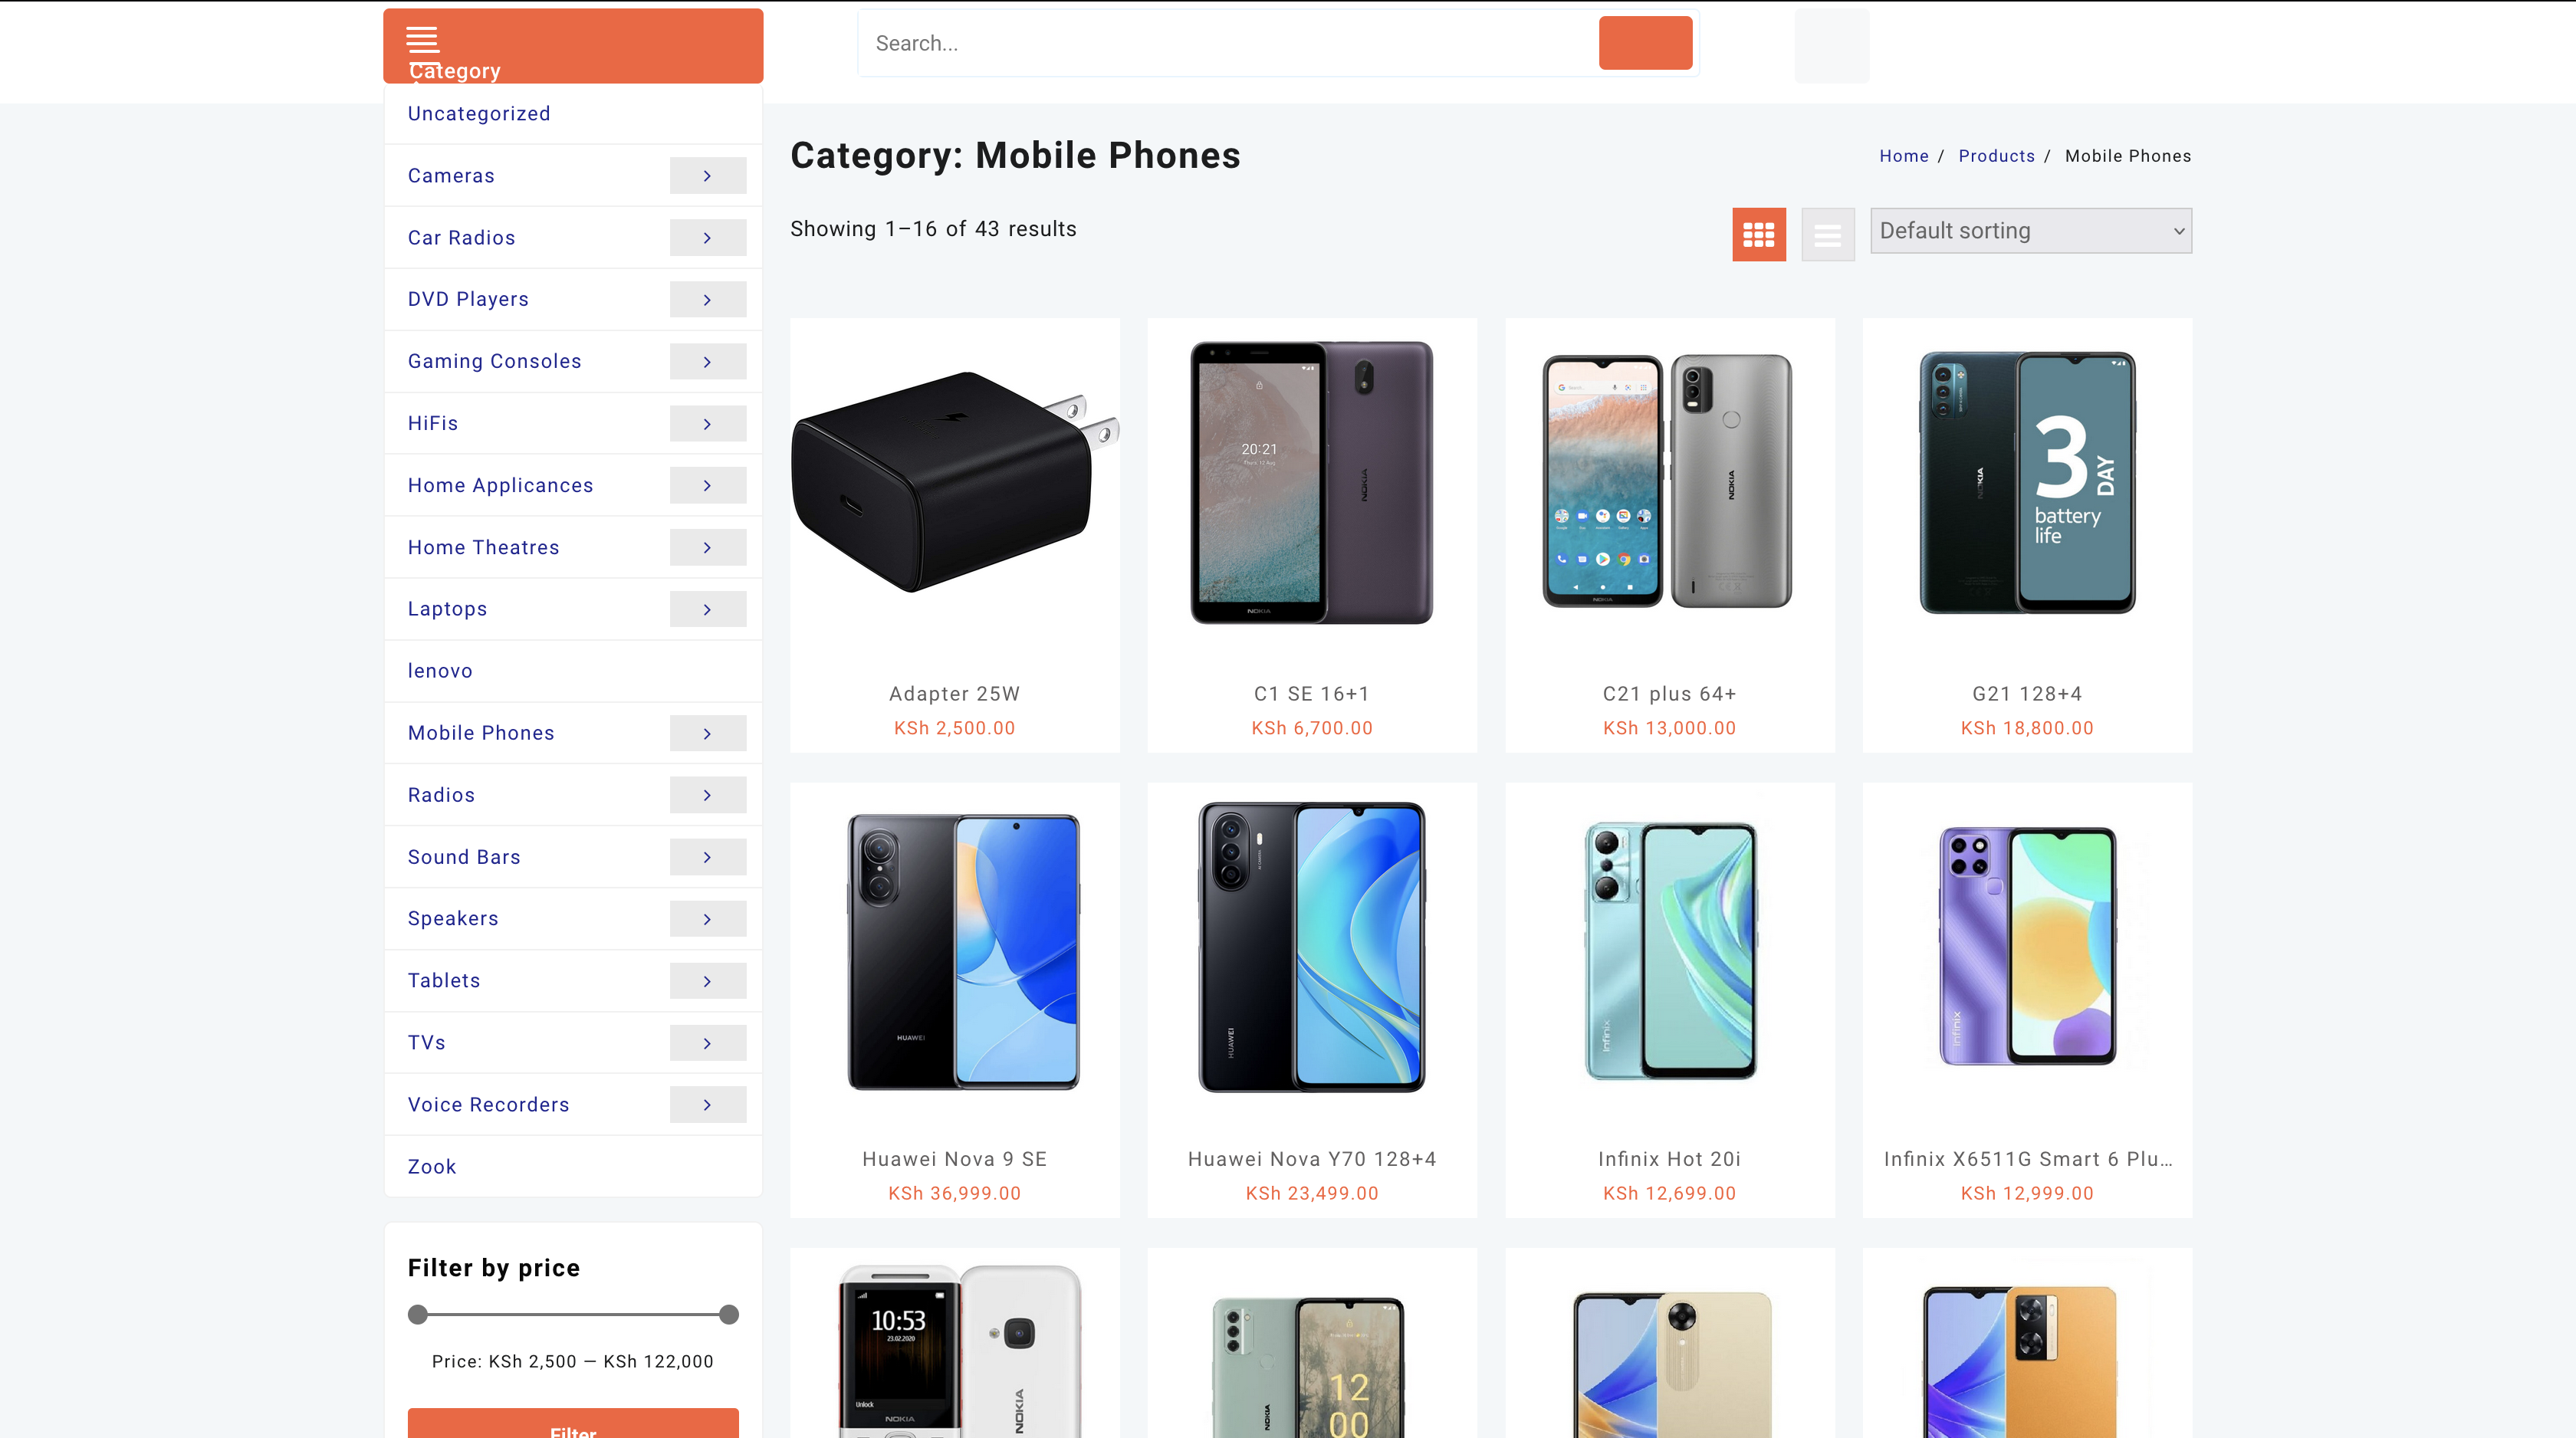 Category
Search...
Uncategorized
Cameras
Car Radios
DVD Players
Gaming Consoles
HiFis
Home Applicances
Home Theatres
Laptops
lenovo
Mobile Phones
Radios
Sound Bars
Speakers
Tablets
TVs
Voice Recorders
Zook
Filter by price
Price: KSh 2,500 — KSh 122,000
Filter
Category: Mobile Phones
Home / Products / Mobile Phones
Showing 1–16 of 43 results
Default sorting
20:21
NOKIA
NOKIA
NOKIA
NOKIA
NOKIA
3
DAY
battery
life
Adapter 25W
KSh 2,500.00
C1 SE 16+1
KSh 6,700.00
C21 plus 64+
KSh 13,000.00
G21 128+4
KSh 18,800.00
HUAWEI
HUAWEI
Infinix
Infinix
Huawei Nova 9 SE
KSh 36,999.00
Huawei Nova Y70 128+4
KSh 23,499.00
Infinix Hot 20i
KSh 12,699.00
Infinix X6511G Smart 6 Plu...
KSh 12,999.00
10:53
23.02.2020
Unlock
NOKIA
NOKIA
NOKIA
12
00